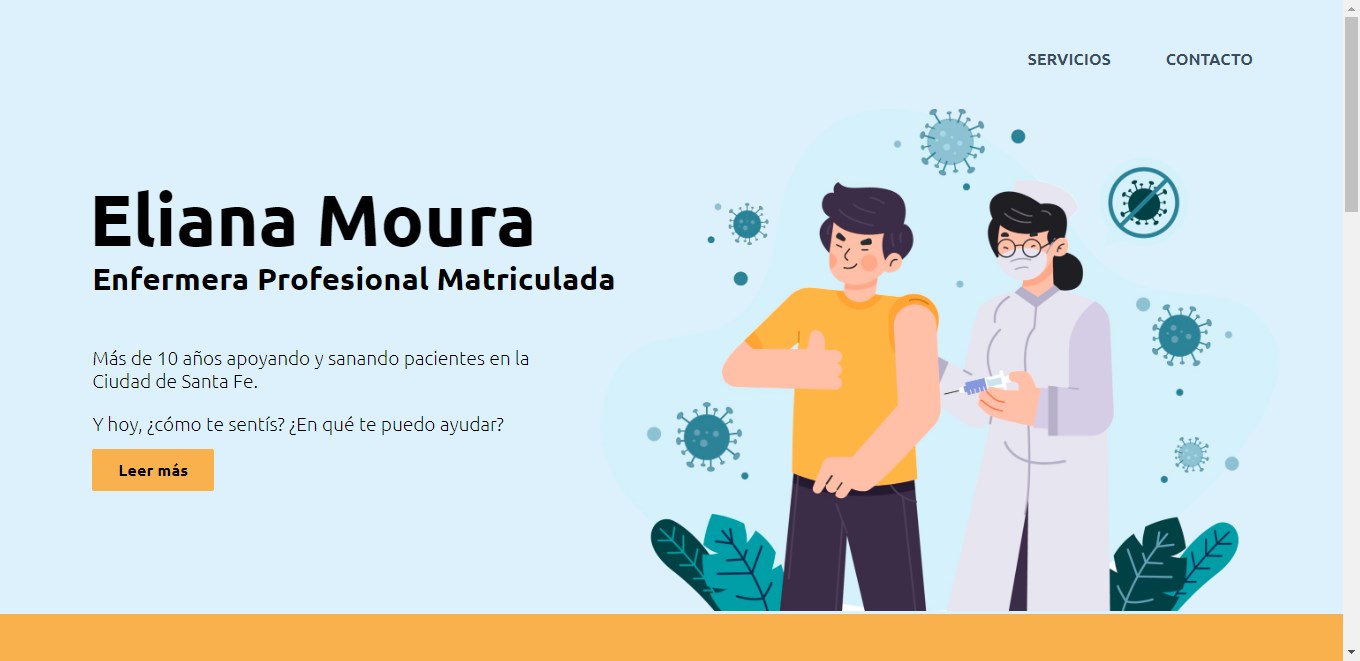 SERVICIOS CONTACTO
Eliana Moura
Enfermera Profesional Matriculada
Más de 10 años apoyando y sanando pacientes en la
Ciudad de Santa Fe.
Y hoy, ¿cómo te sentís? ¿En qué te puedo ayudar?
Leer más